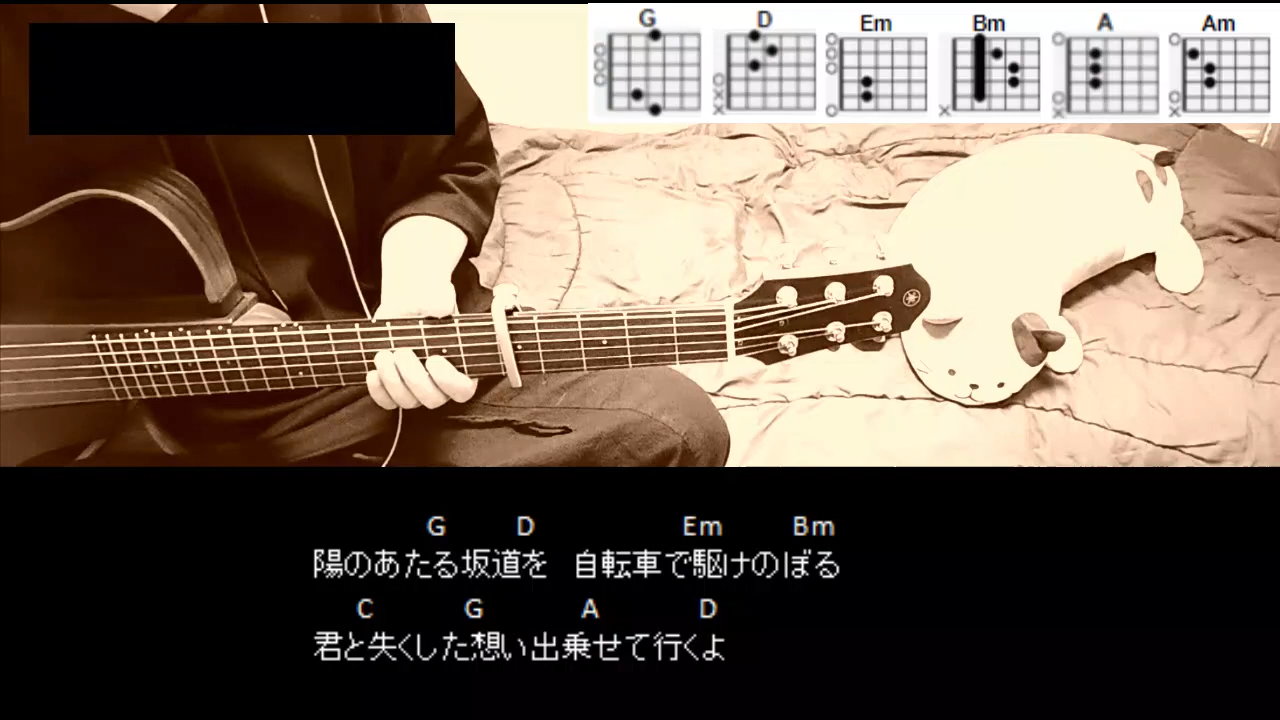 G D Em Bm A Am
G D Em Bm
陽のあたる坂道を 自転車で駆けのぼる
C G A D
君と失くした想い出乗せて行くよ